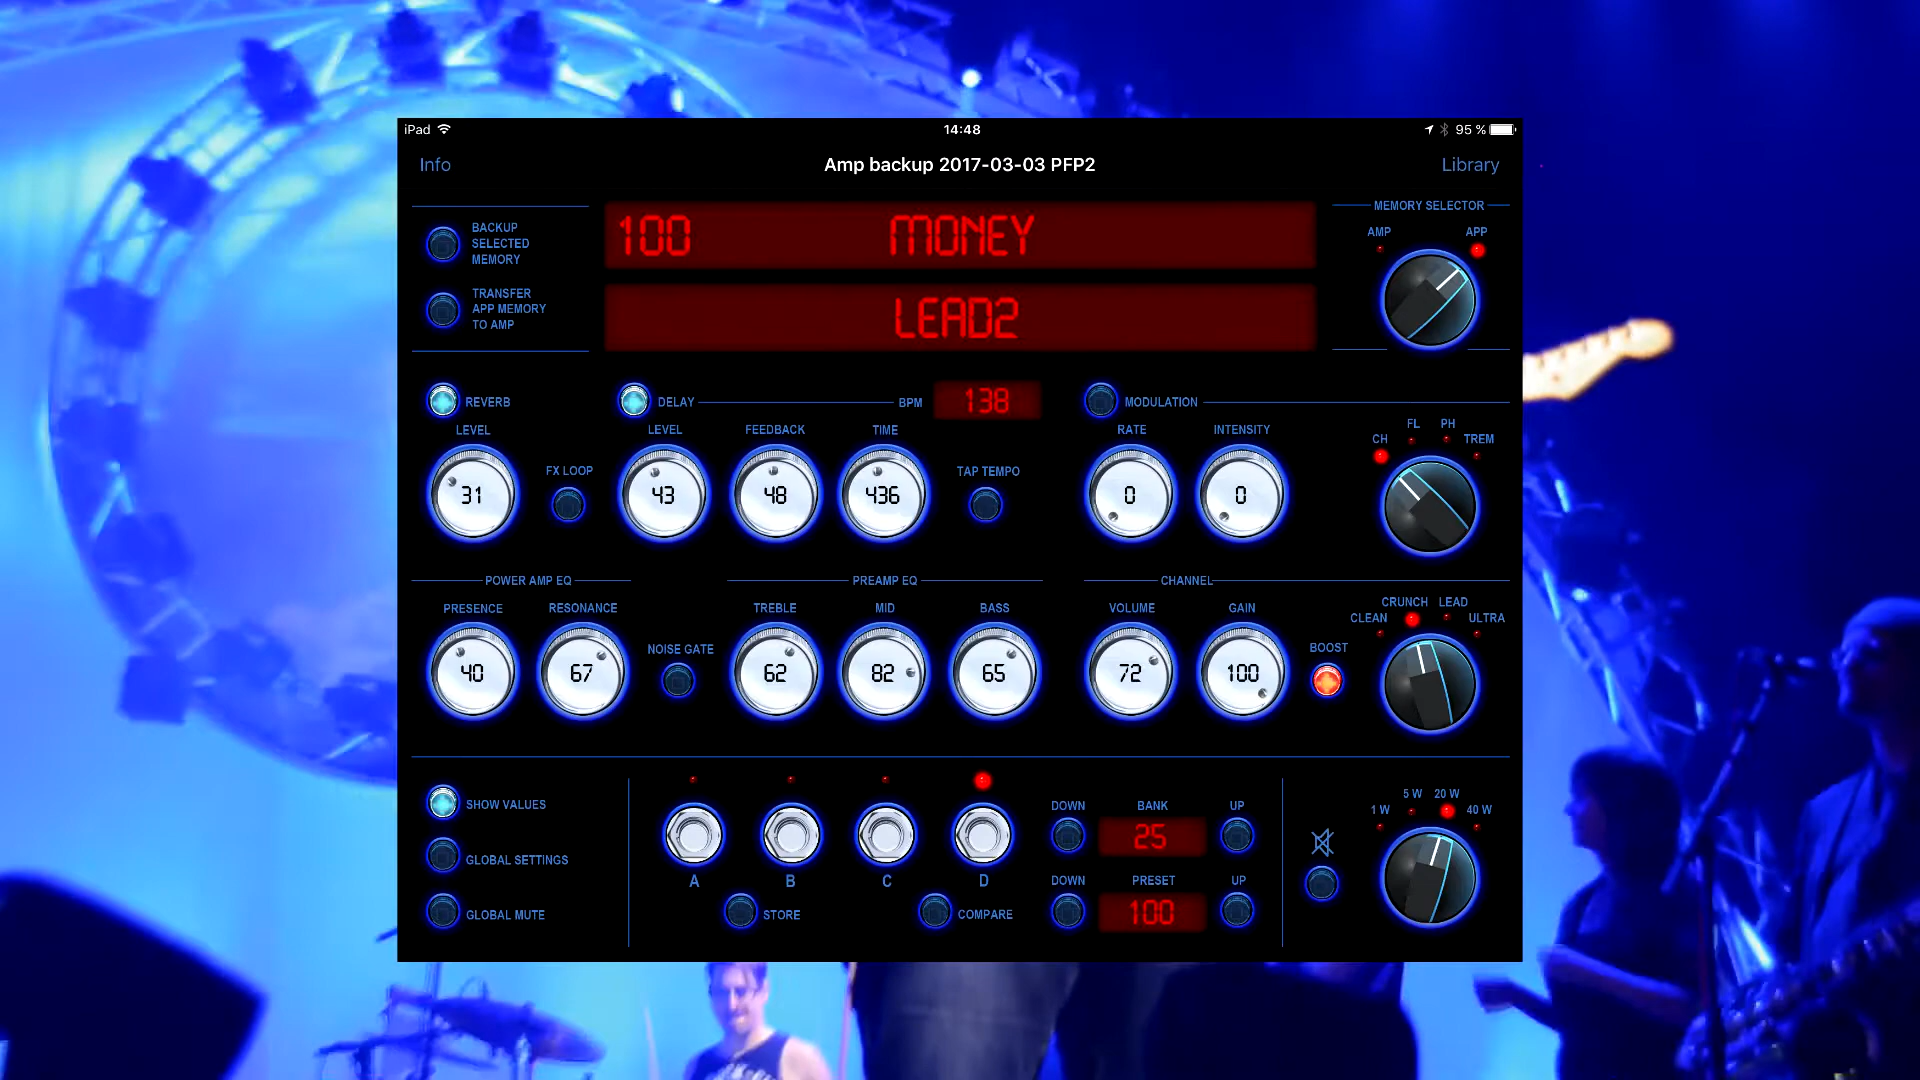 iPad 14:48 95 %
Info Amp backup 2017-03-03 PFP2 Library
BACKUP
SELECTED
MEMORY
TRANSFER
APP MEMORY
TO AMP
100 MONEY
LEAD2
MEMORY SELECTOR
AMP APP
REVERB
LEVEL
31
FX LOOP
DELAY BPM 138
LEVEL FEEDBACK TIME
43 48 436
TAP TEMPO
MODULATION
RATE INTENSITY
0 0
CH FL PH TREM
POWER AMP EQ
PRESENCE RESONANCE
40 67
NOISE GATE
PREAMP EQ
TREBLE MID BASS
62 82 65
CHANNEL
VOLUME GAIN
72 100
BOOST
CLEAN CRUNCH LEAD ULTRA
SHOW VALUES
GLOBAL SETTINGS
GLOBAL MUTE
A B C D
STORE COMPARE
DOWN BANK UP
25
DOWN PRESET UP
100
1 W 5 W 20 W 40 W